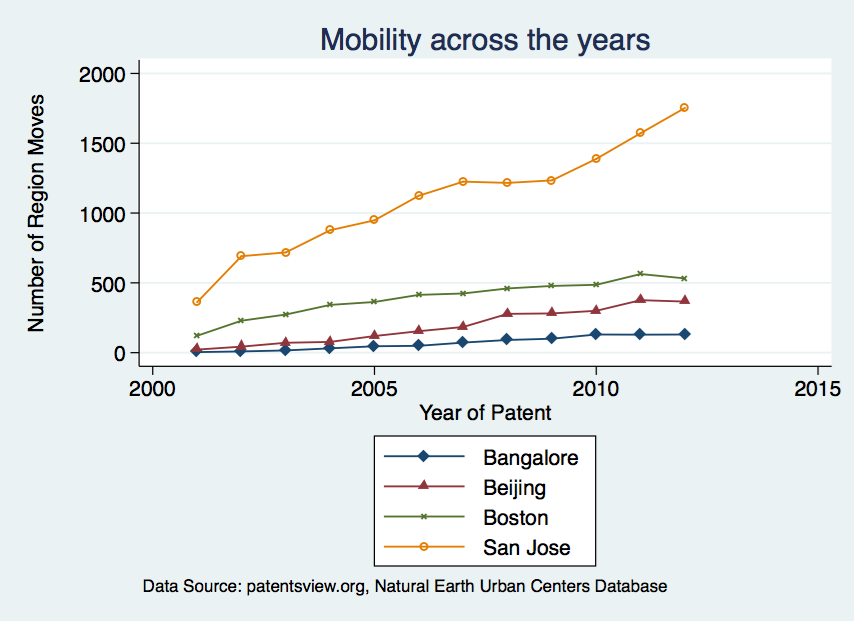 Mobility across the years
2000
1500
1000
500
0
Number of Region Moves
2000 2005 2010 2015
Year of Patent
Bangalore
Beijing
Boston
San Jose
Data Source: patentsview.org, Natural Earth Urban Centers Database